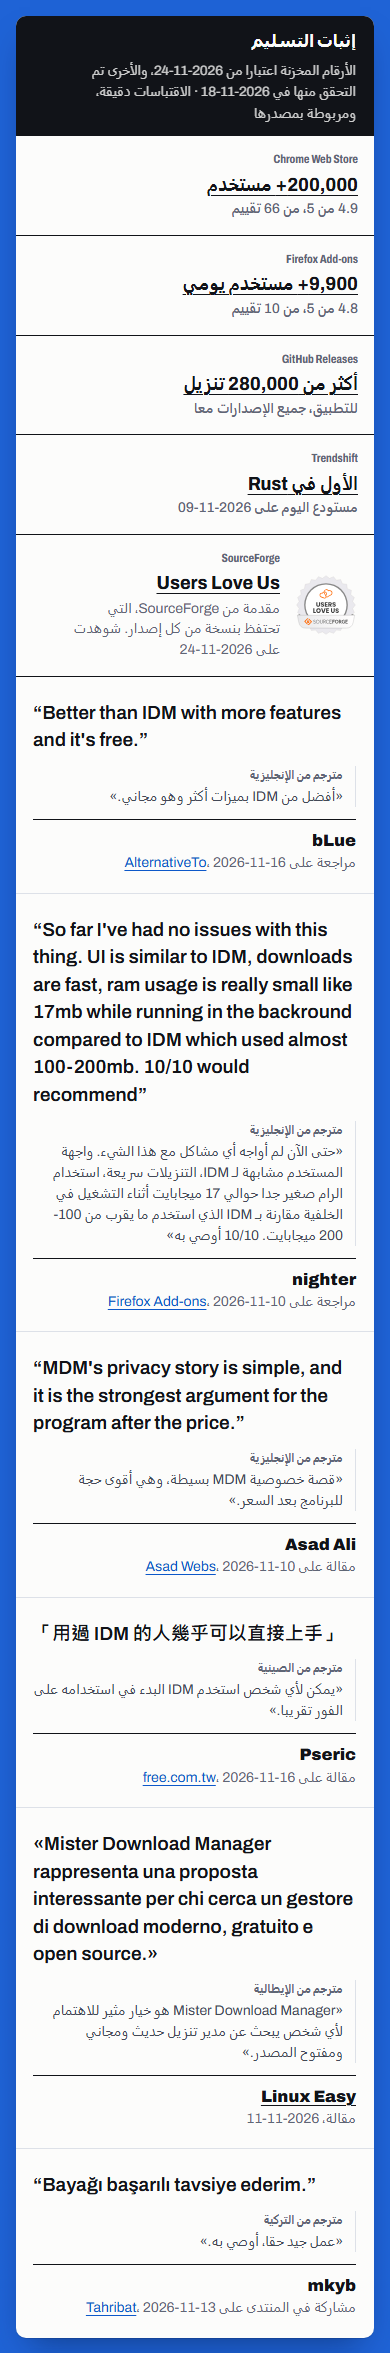 إثبات التسليم
الأرقام المخزنة اعتبارا من 2026-11-24، والأخرى تم
التحقق منها في 2026-11-18 · الاقتباسات دقيقة،
ومربوطة بمصدرها
Chrome Web Store
200,000+ مستخدم
4.9 من 5، من 66 تقييم
Firefox Add-ons
9,900+ مستخدم يومي
4.8 من 5، من 10 تقييم
GitHub Releases
أكثر من 280,000 تنزيل
للتطبيق، جميع الإصدارات معا
Trendshift
الأول في Rust
مستودع اليوم على 2026-11-09
USERS
LOVE US
SOURCEFORGE
SourceForge
Users Love Us
مقدمة من SourceForge، التي
تحتفظ بنسخة من كل إصدار. شوهدت
على 2026-11-24
“Better than IDM with more features
and it's free.”
مترجم من الإنجليزية
«أفضل من IDM بميزات أكثر وهو مجاني.»
bLue
مراجعة على AlternativeTo، 2026-11-16
“So far I've had no issues with this
thing. UI is similar to IDM, downloads
are fast, ram usage is really small like
17mb while running in the backround
compared to IDM which used almost
100-200mb. 10/10 would
recommend”
مترجم من الإنجليزية
«حتى الآن لم أواجه أي مشاكل مع هذا الشيء. واجهة
المستخدم مشابهة لـ IDM، التنزيلات سريعة، استخدام
الرام صغير جدا حوالي 17 ميجابايت أثناء التشغيل في
الخلفية مقارنة بـ IDM الذي استخدم ما يقرب من 100-
200 ميجابايت. 10/10 أوصي به»
nighter
مراجعة على Firefox Add-ons، 2026-11-10
“MDM's privacy story is simple, and
it is the strongest argument for the
program after the price.”
مترجم من الإنجليزية
«قصة خصوصية MDM بسيطة، وهي أقوى حجة
للبرنامج بعد السعر.»
Asad Ali
مقالة على Asad Webs، 2026-11-10
「用過 IDM 的人幾乎可以直接上手」
مترجم من الصينية
«يمكن لأي شخص استخدم IDM البدء في استخدامه على
الفور تقريبا.»
Pseric
مقالة على free.com.tw، 2026-11-16
«Mister Download Manager
rappresenta una proposta
interessante per chi cerca un gestore
di download moderno, gratuito e
open source.»
مترجم من الإيطالية
«Mister Download Manager هو خيار مثير للاهتمام
لأي شخص يبحث عن مدير تنزيل حديث ومجاني
ومفتوح المصدر.»
Linux Easy
مقالة، 2026-11-11
“Bayağı başarılı tavsiye ederim.”
مترجم من التركية
«عمل جيد حقا، أوصي به.»
mkyb
مشاركة في المنتدى على Tahribat، 2026-11-13